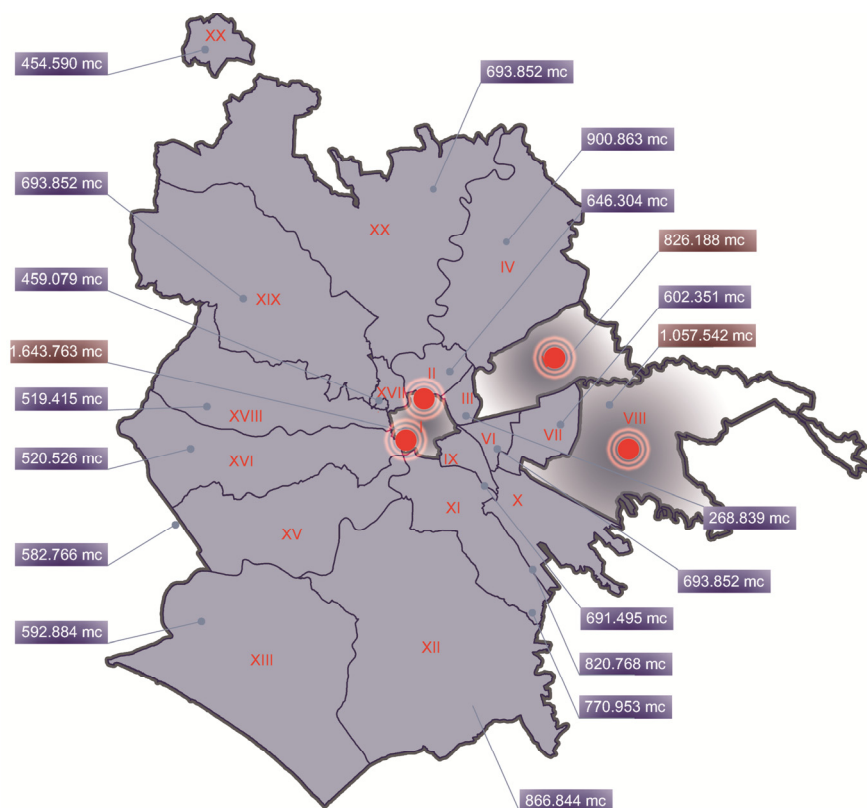 XX
454.590 mc
693.852 mc
900.863 mc
693.852 mc
646.304 mc
XX
826.188 mc
IV
459.079 mc
XIX
602.351 mc
1.643.763 mc
1.057.542 mc
II
519.415 mc
XVII
XVIII
III
VIII
520.526 mc
VI
VII
XVI
IX
X
XI
268.839 mc
XV
582.766 mc
693.852 mc
691.495 mc
592.884 mc
XIII
XII
820.768 mc
770.953 mc
866.844 mc